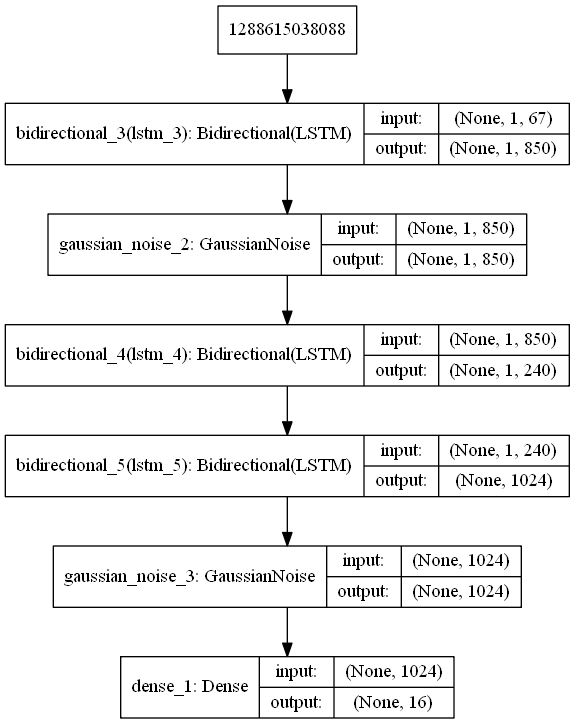 1288615038088
bidirectional_3(lstm_3): Bidirectional(LSTM)
input: (None, 1, 67)
output: (None, 1, 850)
gaussian_noise_2: GaussianNoise
input: (None, 1, 850)
output: (None, 1, 850)
bidirectional_4(lstm_4): Bidirectional(LSTM)
input: (None, 1, 850)
output: (None, 1, 240)
bidirectional_5(lstm_5): Bidirectional(LSTM)
input: (None, 1, 240)
output: (None, 1024)
gaussian_noise_3: GaussianNoise
input: (None, 1024)
output: (None, 1024)
dense_1: Dense
input: (None, 1024)
output: (None, 16)